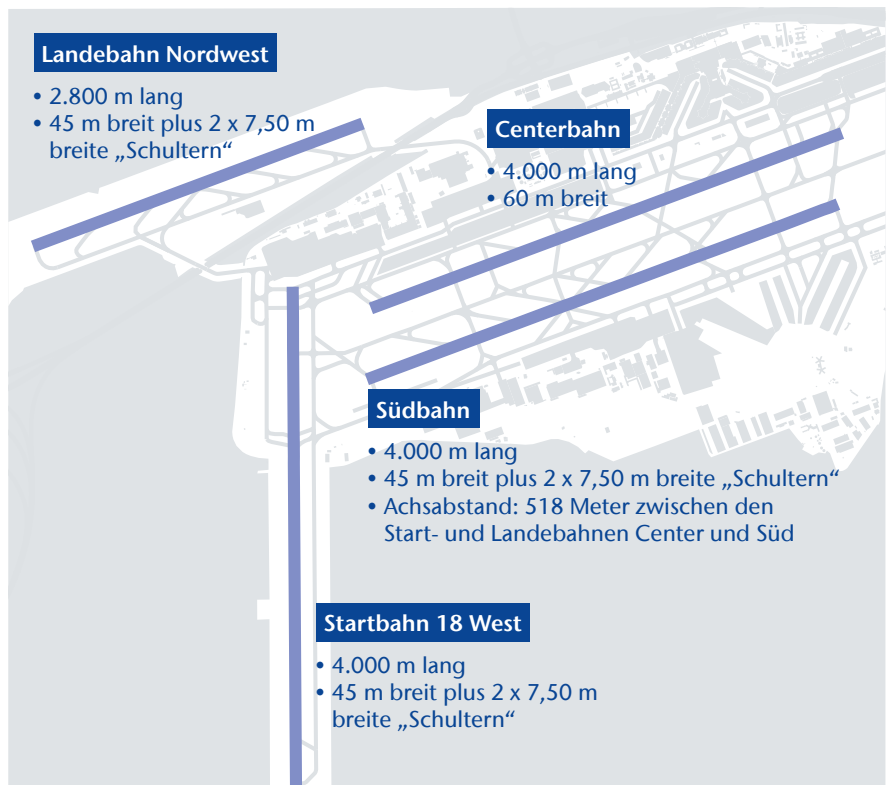 Landebahn Nordwest
• 2.800 m lang
• 45 m breit plus 2 x 7,50 m
breite „Schultern“
Centerbahn
• 4.000 m lang
• 60 m breit
Südbahn
• 4.000 m lang
• 45 m breit plus 2 x 7,50 m breite „Schultern“
• Achsabstand: 518 Meter zwischen den
Start- und Landebahnen Center und Süd
Startbahn 18 West
• 4.000 m lang
• 45 m breit plus 2 x 7,50 m
breite „Schultern“